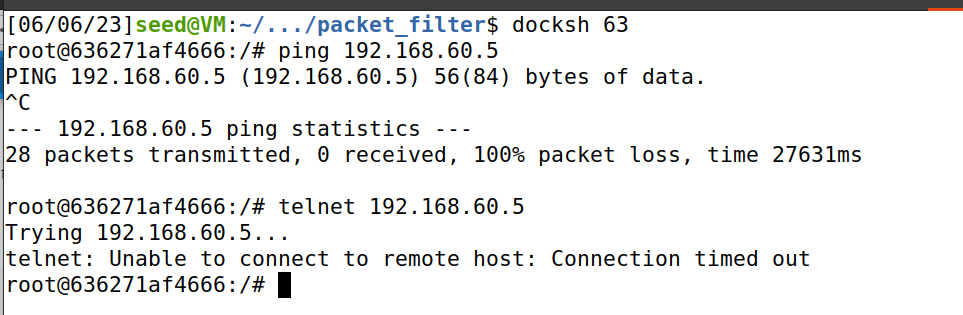 [06/06/23]seed@VM:~/.../packet_filter$ docksh 63
root@636271af4666:/# ping 192.168.60.5
PING 192.168.60.5 (192.168.60.5) 56(84) bytes of data.
^C
--- 192.168.60.5 ping statistics ---
28 packets transmitted, 0 received, 100% packet loss, time 27631ms

root@636271af4666:/# telnet 192.168.60.5
Trying 192.168.60.5...
telnet: Unable to connect to remote host: Connection timed out
root@636271af4666:/#